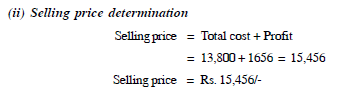 (ii) Selling price determination
Selling price = Total cost + Profit
= 13,800 + 1656 = 15,456
Selling price = Rs. 15,456/-